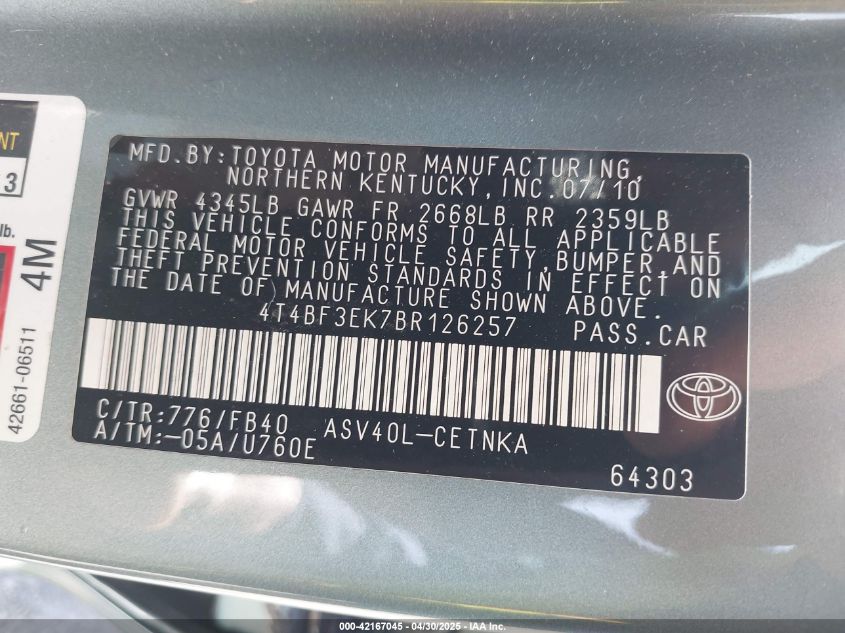 NT
3
lb.
4M
42661-06511
MFD.BY:TOYOTA MOTOR MANUFACTURING,
NORTHERN KENTUCKY,INC.07/10
GVWR 4345LB GAWR FR 2668LB RR 2359LB
THIS VEHICLE CONFORMS TO ALL APPLICABLE
FEDERAL MOTOR VEHICLE SAFETY,BUMPER,AND
THEFT PREVENTION STANDARDS IN EFFECT ON
THE DATE OF MANUFACTURE SHOWN ABOVE.
4T4BF3EK7BR126257 PASS.CAR
C/TR:776/FB40 ASV40L-CETNKA
A/TM:-05A/U760E
64303
000-42167045 - 04/30/2025 - IAA Inc.